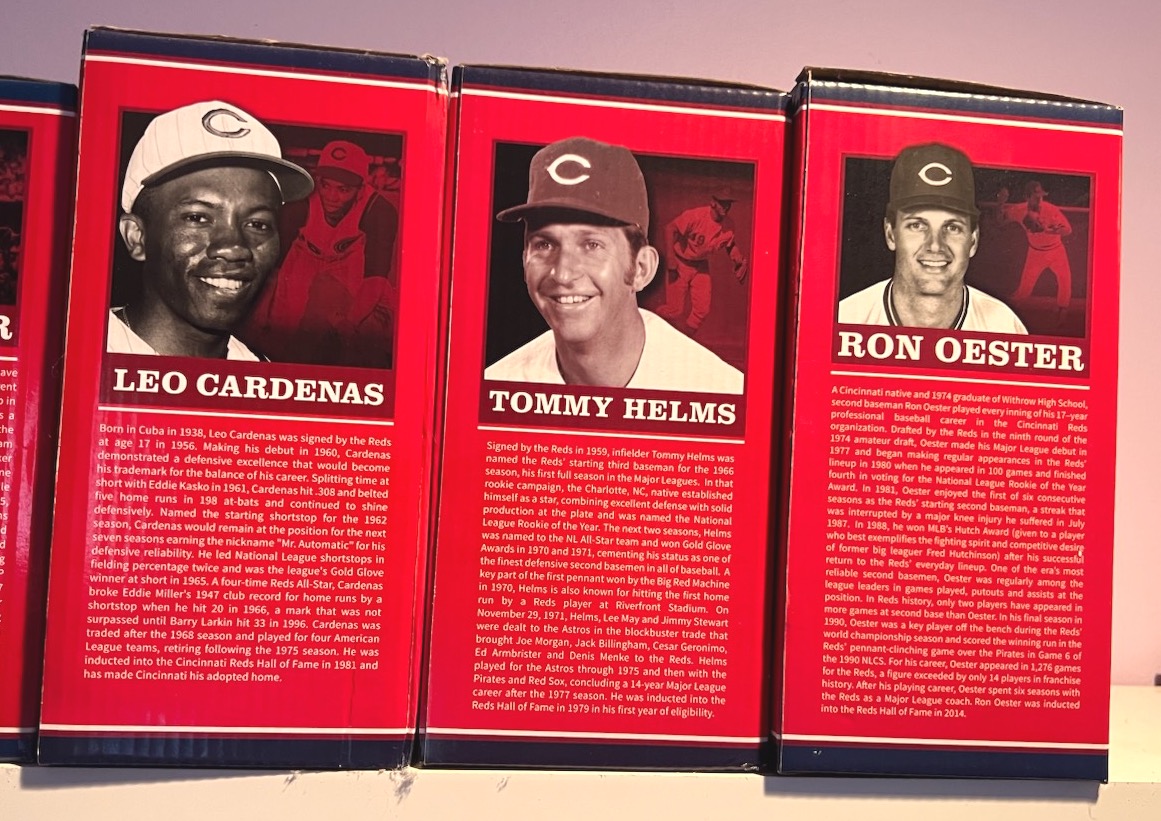 R
ave
ent
o in
s a
the
am
ker
ne
le
5,
ns
d
g
?
C
LEO CARDENAS
Born in Cuba in 1938, Leo Cardenas was signed by the Reds
at age 17 in 1956. Making his debut in 1960, Cardenas
demonstrated a defensive excellence that would become
his trademark for the balance of his career. Splitting time at
short with Eddie Kasko in 1961, Cardenas hit .308 and belted
five home runs in 198 at-bats and continued to shine
defensively. Named the starting shortstop for the 1962
season, Cardenas would remain at the position for the next
seven seasons earning the nickname "Mr. Automatic" for his
defensive reliability. He led National League shortstops in
fielding percentage twice and was the league's Gold Glove
winner at short in 1965. A four-time Reds All-Star, Cardenas
broke Eddie Miller's 1947 club record for home runs by a
shortstop when he hit 20 in 1966, a mark that was not
surpassed until Barry Larkin hit 33 in 1996. Cardenas was
traded after the 1968 season and played for four American
League teams, retiring following the 1975 season. He was
inducted into the Cincinnati Reds Hall of Fame in 1981 and
has made Cincinnati his adopted home.
C
19
TOMMY HELMS
Signed by the Reds in 1959, infielder Tommy Helms was
named the Reds' starting third baseman for the 1966
season, his first full season in the Major Leagues. In that
rookie campaign, the Charlotte, NC, native established
himself as a star, combining excellent defense with solid
production at the plate and was named the National
League Rookie of the Year. The next two seasons, Helms
was named to the NL All-Star team and won Gold Glove
Awards in 1970 and 1971, cementing his status as one of
the finest defensive second basemen in all of baseball. A
key part of the first pennant won by the Big Red Machine
in 1970, Helms is also known for hitting the first home
run by a Reds player at Riverfront Stadium. On
November 29, 1971, Helms, Lee May and Jimmy Stewart
were dealt to the Astros in the blockbuster trade that
brought Joe Morgan, Jack Billingham, Cesar Geronimo,
Ed Armbrister and Denis Menke to the Reds. Helms
played for the Astros through 1975 and then with the
Pirates and Red Sox, concluding a 14-year Major League
career after the 1977 season. He was inducted into the
Reds Hall of Fame in 1979 in his first year of eligibility.
C
RON OESTER
A Cincinnati native and 1974 graduate of Withrow High School,
second baseman Ron Oester played every inning of his 17-year
professional baseball career in the Cincinnati Reds
organization. Drafted by the Reds in the ninth round of the
1974 amateur draft, Oester made his Major League debut in
1977 and began making regular appearances in the Reds'
lineup in 1980 when he appeared in 100 games and finished
fourth in voting for the National League Rookie of the Year
Award. In 1981, Oester enjoyed the first of six consecutive
seasons as the Reds' starting second baseman, a streak that
was interrupted by a major knee injury he suffered in July
1987. In 1988, he won MLB's Hutch Award (given to a player
who best exemplifies the fighting spirit and competitive desire
of former big leaguer Fred Hutchinson) after his successful
return to the Reds' everyday lineup. One of the era's most
reliable second basemen, Oester was regularly among the
league leaders in games played, putouts and assists at the
position. In Reds history, only two players have appeared in
more games at second base than Oester. In his final season in
1990, Oester was a key player off the bench during the Reds'
world championship season and scored the winning run in the
Reds' pennant-clinching game over the Pirates in Game 6 of
the 1990 NLCS. For his career, Oester appeared in 1,276 games
for the Reds, a figure exceeded by only 14 players in franchise
history. After his playing career, Oester spent six seasons with
the Reds as a Major League coach. Ron Oester was inducted
into the Reds Hall of Fame in 2014.